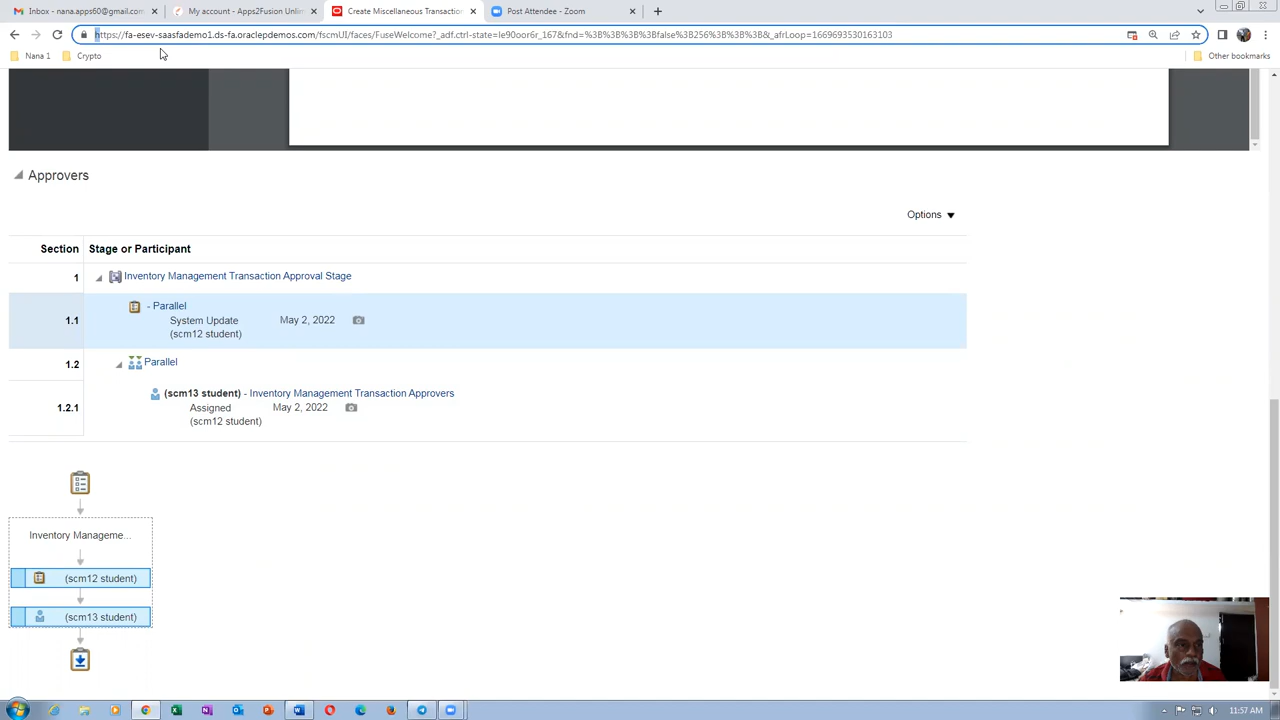 Inbox - nana.apps60@gmail.com
My account - Apps2Fusion Unlim
Create Miscellaneous Transactio
Post Attendee - Zoom
https://fa-esev-saasfademo1.ds-fa.oraclepdemos.com/fscmUI/faces/FuseWelcome?_adf.ctrl-state=le90oor6r_167&fnd=%3B%3B%3B%3Bfalse%3B256%3B%3B%3B&_afrLoop=1669693530163103
Nana 1
Crypto
Other bookmarks
Approvers
Options
Section
Stage or Participant
1
Inventory Management Transaction Approval Stage
1.1
- Parallel
System Update
May 2, 2022
(scm12 student)
1.2
Parallel
1.2.1
(scm13 student) - Inventory Management Transaction Approvers
Assigned
May 2, 2022
(scm12 student)
Inventory Manageme...
(scm12 student)
(scm13 student)
11:57 AM